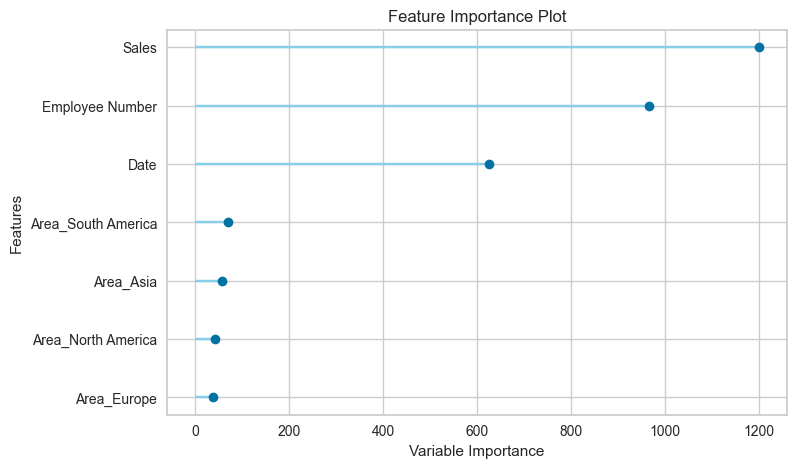 Feature Importance Plot
Sales
Employee Number
Date
Area_South America
Area_Asia
Area_North America
Area_Europe
Features
0 200 400 600 800 1000 1200
Variable Importance